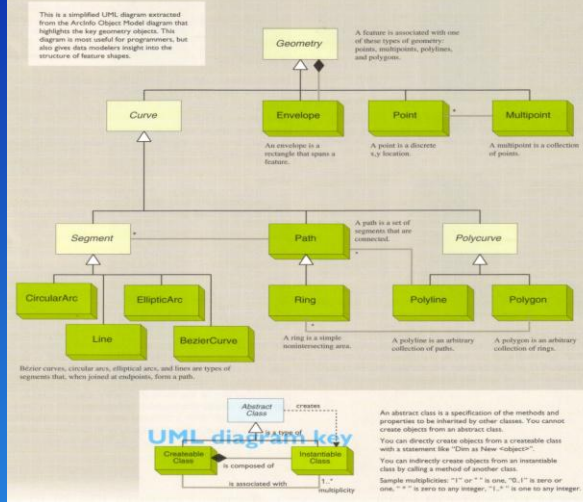 This is a simplified UML diagram extracted
from the ArcInfo Object Model diagram that
highlights the key geometry objects. This
diagram is most useful for programmers, but
also gives data modelers insight into the
structure of feature shapes.
Geometry
A feature is associated with one
of these types of geometry:
points, multipoints, polylines,
and polygons.
Curve
Envelope
Point
*
Multipoint
An envelope is a
rectangle that spans a
feature.
A point is a discrete
x,y location.
A multipoint is a collection
of points.
Segment
*
Path
A path is a set of
segments that are
connected.
*
Polycurve
CircularArc
EllipticArc
Ring
Polyline
Polygon
Line
BezierCurve
*
A ring is a simple
nonintersecting area.
A polyline is an arbitrary
collection of paths.
A polygon is an arbitrary
collection of rings.
Bézier curves, circular arcs, elliptical arcs, and lines are types of
segments that, when joined at endpoints, form a path.
Abstract
Class
creates
is a type of
UML diagram key
Createable
Class
Instantiable
Class
is composed of
is associated with
1..*
multiplicity
An abstract class is a specification of the methods and
properties to be inherited by other classes. You cannot
create objects from an abstract class.
You can directly create objects from a createable class
with a statement like "Dim as New <object>".
You can indirectly create objects from an instantiable
class by calling a method of another class.
Sample multiplicities: "1" or " " is one, "0..1" is zero or
one, " * " is zero to any integer, "1..* " is one to any integer